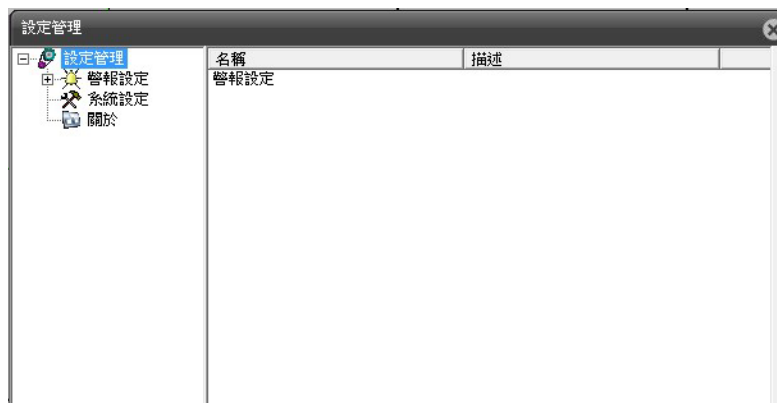 設定管理
設定管理
警報設定
系統設定
關於
名稱 描述
警報設定